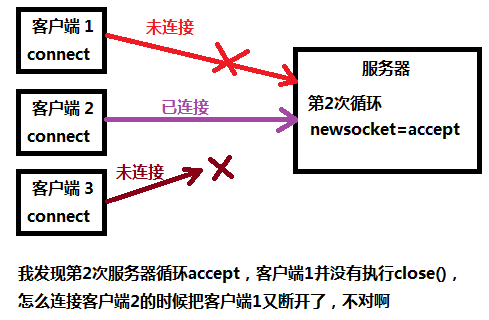 客户端 1
connect
未连接
服务器
第2次循环
newsocket=accept
客户端 2
connect
已连接
客户端 3
connect
未连接
我发现第2次服务器循环accept，客户端1并没有执行close()，
怎么连接客户端2的时候把客户端1又断开了，不对啊